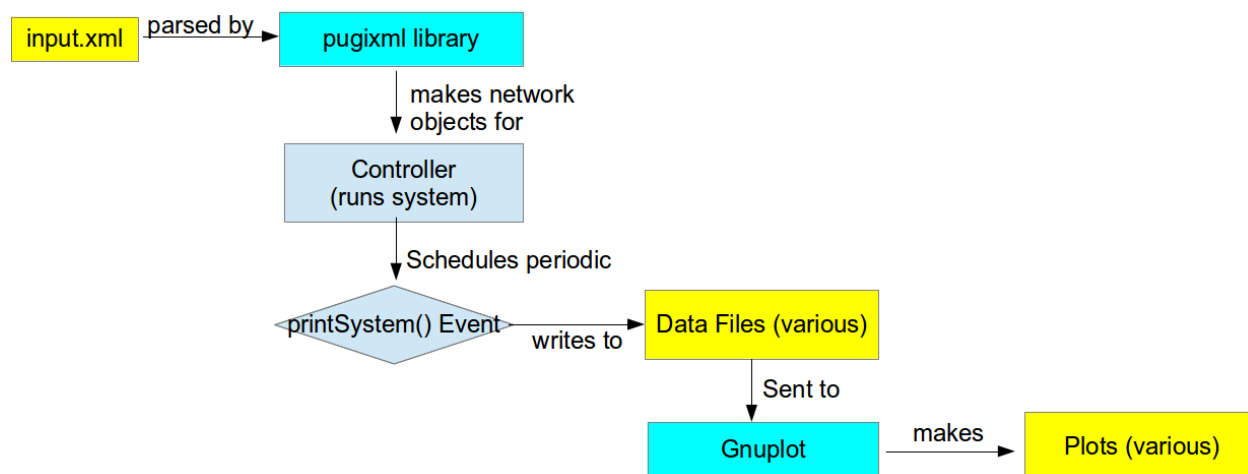 input.xml
parsed by
pugixml library
makes network
objects for
Controller
(runs system)
Schedules periodic
printSystem() Event
writes to
Data Files (various)
Sent to
Gnuplot
makes
Plots (various)